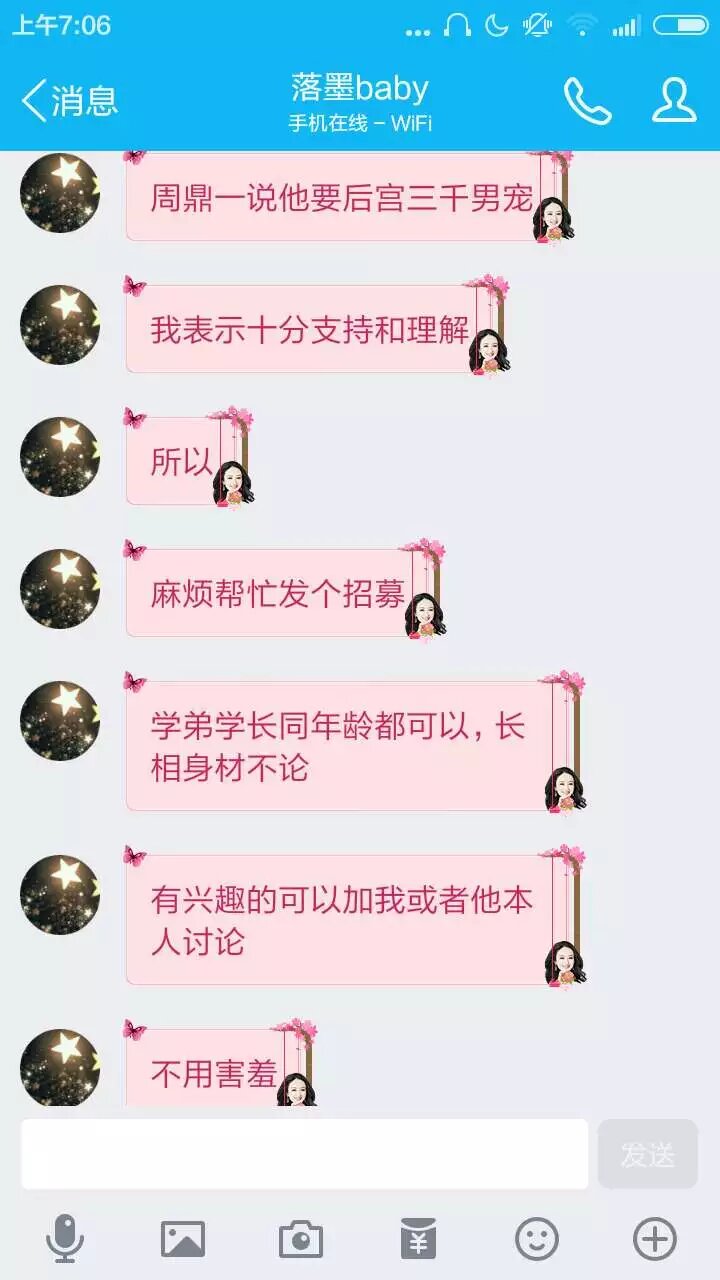 上午7:06
消息
落墨baby
手机在线 – WiFi
周鼎一说他要后宫三千男宠
我表示十分支持和理解
所以
麻烦帮忙发个招募
学弟学长同年龄都可以，长
相身材不论
有兴趣的可以加我或者他本
人讨论
不用害羞
发送